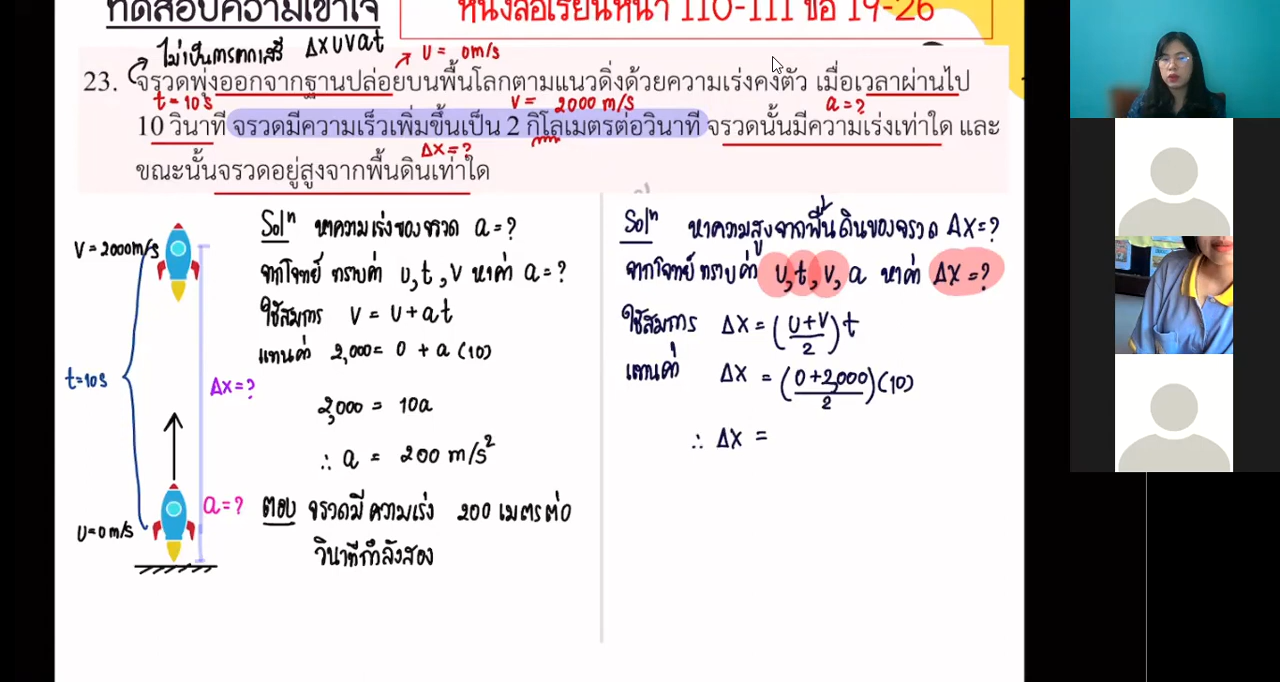 ทดสอบความเข้าใจ
หนังสือเรียนหน้า 110-111 ข้อ 19-26
ไม่เป็นการตกเสรี Δx u v a t
u = 0 m/s
23. จรวดพุ่งออกจากฐานปล่อยบนพื้นโลกตามแนวดิ่งด้วยความเร่งคงตัว เมื่อเวลาผ่านไป
t = 10 s
v = 2000 m/s
a = ?
10 วินาที จรวดมีความเร็วเพิ่มขึ้นเป็น 2 กิโลเมตรต่อวินาที จรวดนั้นมีความเร่งเท่าใด และ
Δx = ?
ขณะนั้นจรวดอยู่สูงจากพื้นดินเท่าใด
v = 2000 m/s
t = 10 s
Δx = ?
a = ?
u = 0 m/s
Solⁿ หาความเร่งของจรวด a = ?
จากโจทย์ ทราบค่า u, t, v หาค่า a = ?
ใช้สมการ v = u + at
แทนค่า 2,000 = 0 + a (10)
2,000 = 10a
∴ a = 200 m/s²
ตอบ จรวดมีความเร่ง 200 เมตรต่อ
วินาทีกำลังสอง
Solⁿ หาความสูงจากพื้นดินของจรวด Δx = ?
จากโจทย์ ทราบค่า u, t, v, a หาค่า Δx = ?
ใช้สมการ Δx = ((u + v)/2) t
แทนค่า Δx = ((0 + 2,000)/2) (10)
∴ Δx =